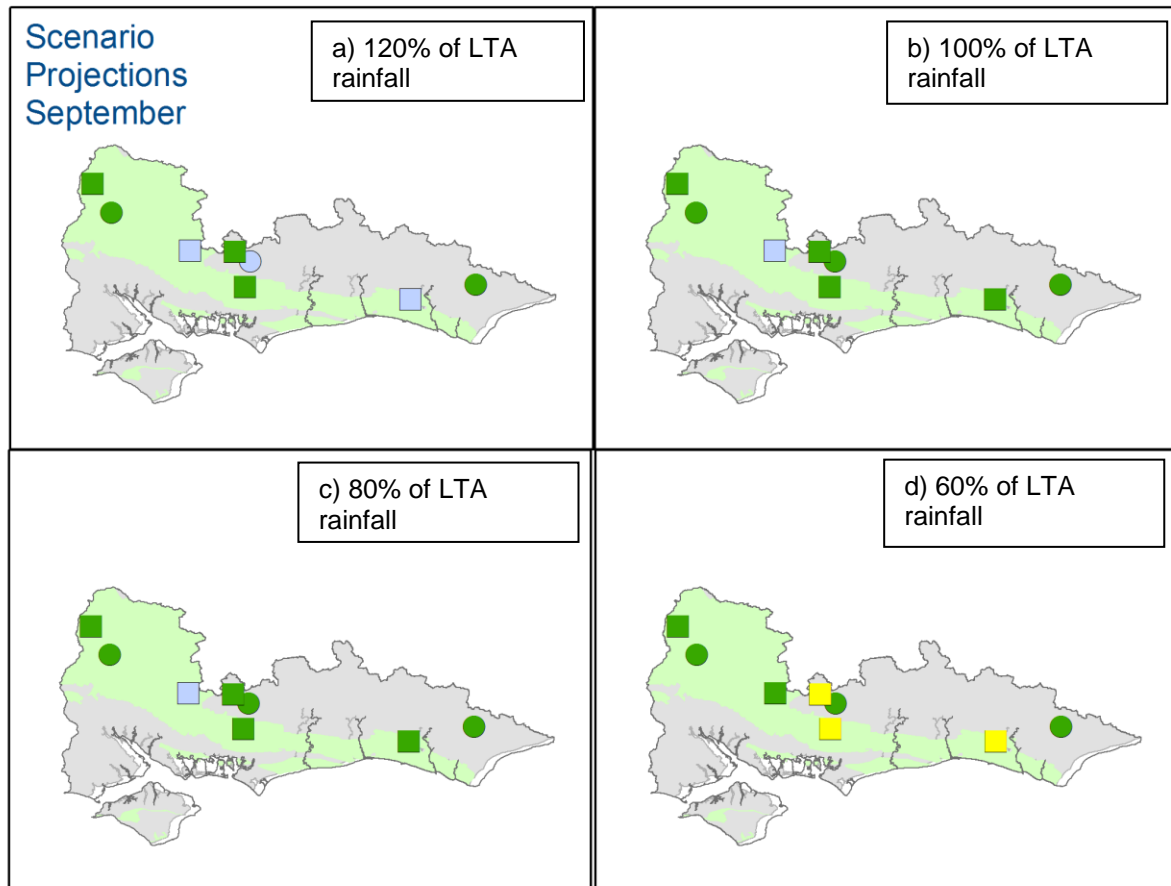 Scenario
Projections
September
a) 120% of LTA
rainfall
b) 100% of LTA
rainfall
c) 80% of LTA
rainfall
d) 60% of LTA
rainfall